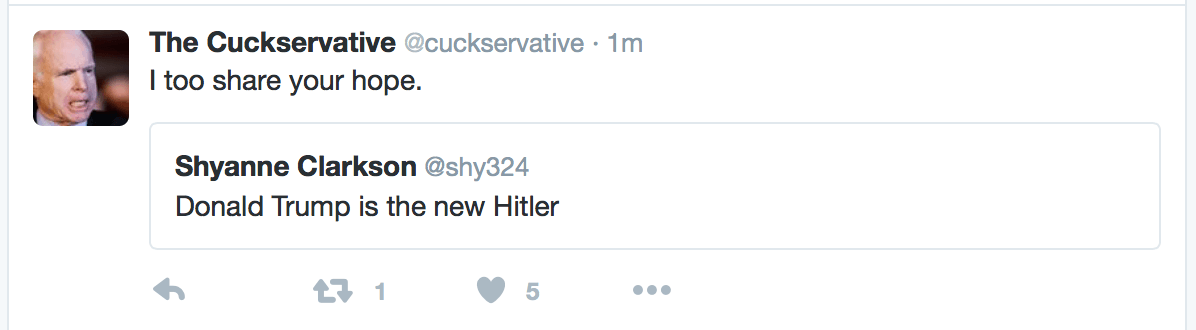 The Cuckservative @cuckservative · 1m
I too share your hope.
Shyanne Clarkson @shy324
Donald Trump is the new Hitler
1 5